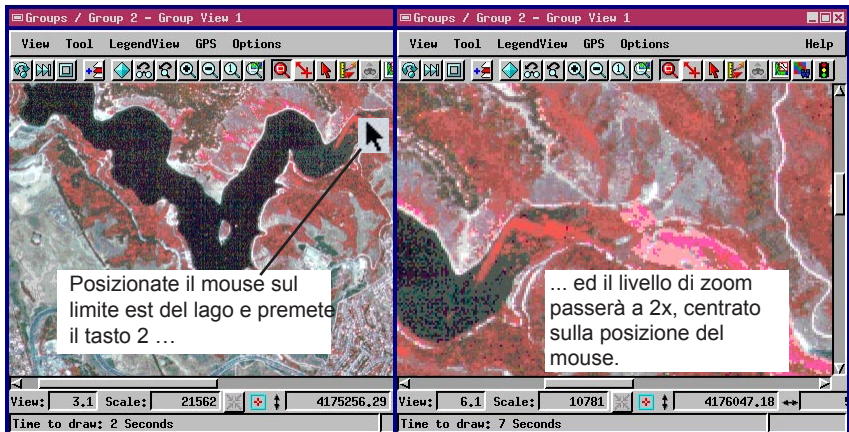 Groups / Group 2 - Group View 1
View Tool LegendView GPS Options
Posizionate il mouse sul
limite est del lago e premete
il tasto 2 …
View: 3.1 Scale: 21562 4175256.29
Time to draw: 2 Seconds
Groups / Group 2 - Group View 1
View Tool LegendView GPS Options Help
... ed il livello di zoom
passerà a 2x, centrato
sulla posizione del
mouse.
View: 6.1 Scale: 10781 4176047.18
Time to draw: 7 Seconds